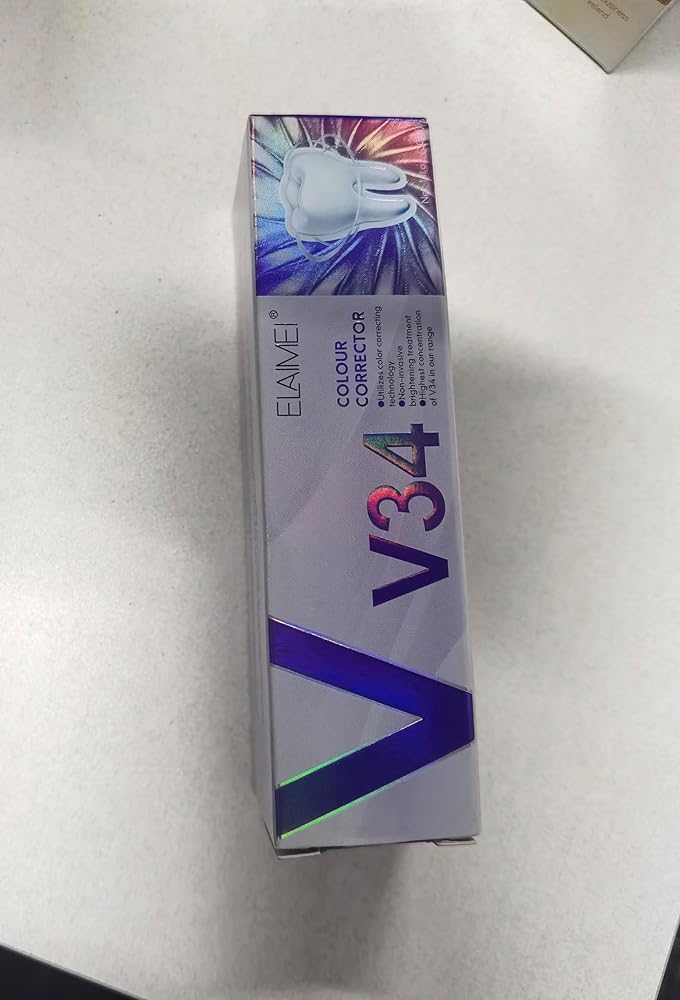 ELAIMEI®
COLOUR
CORRECTOR
●Utilizes color correcting
technology
●Non-invasive
brightening treatment
●Highest concentration
of V34 in our range
V34
V